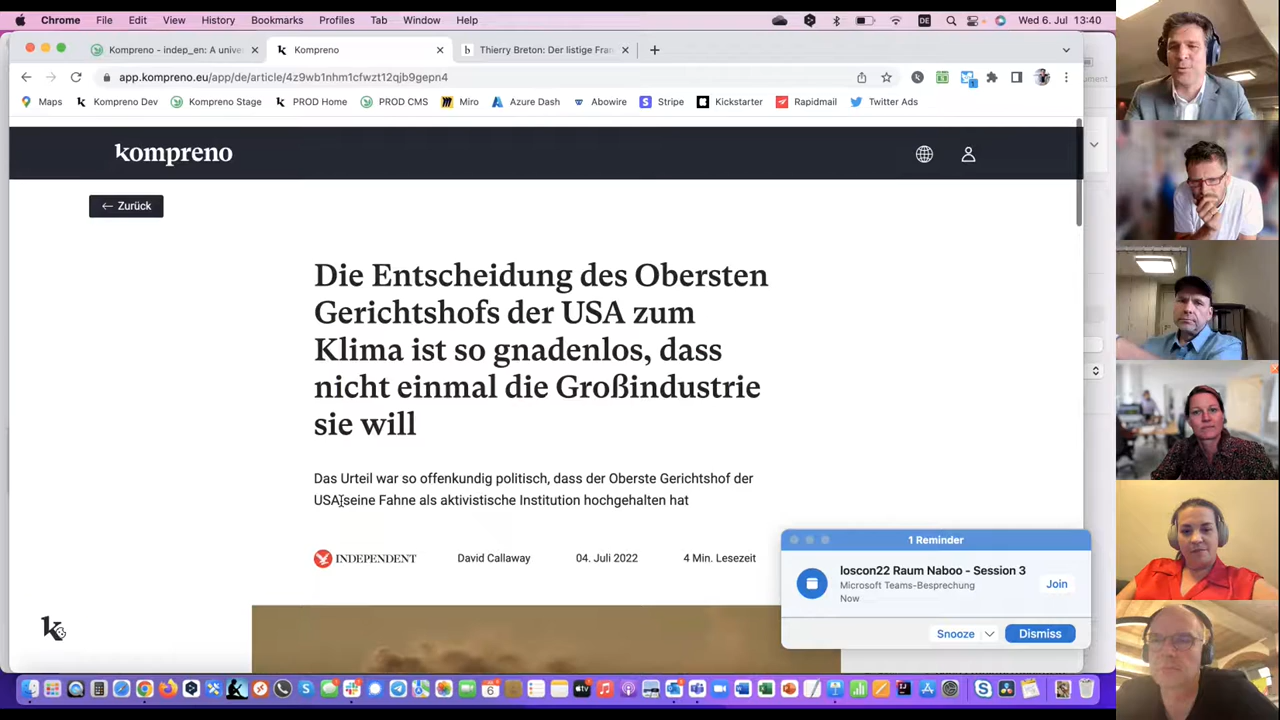 Chrome File Edit View History Bookmarks Profiles Tab Window Help DE Wed 6. Jul 13:40
Kompreno - indep_en: A unive Kompreno Thierry Breton: Der listige Fran
app.kompreno.eu/app/de/article/4z9wb1nhm1cfwzt12qjb9gepn4
Maps Kompreno Dev Kompreno Stage PROD Home PROD CMS Miro Azure Dash Abowire Stripe Kickstarter Rapidmail Twitter Ads
kompreno
← Zurück
Die Entscheidung des Obersten
Gerichtshofs der USA zum
Klima ist so gnadenlos, dass
nicht einmal die Großindustrie
sie will
Das Urteil war so offenkundig politisch, dass der Oberste Gerichtshof der
USA seine Fahne als aktivistische Institution hochgehalten hat
INDEPENDENT David Callaway 04. Juli 2022 4 Min. Lesezeit
1 Reminder
loscon22 Raum Naboo - Session 3
Microsoft Teams-Besprechung
Now
Join
Snooze Dismiss